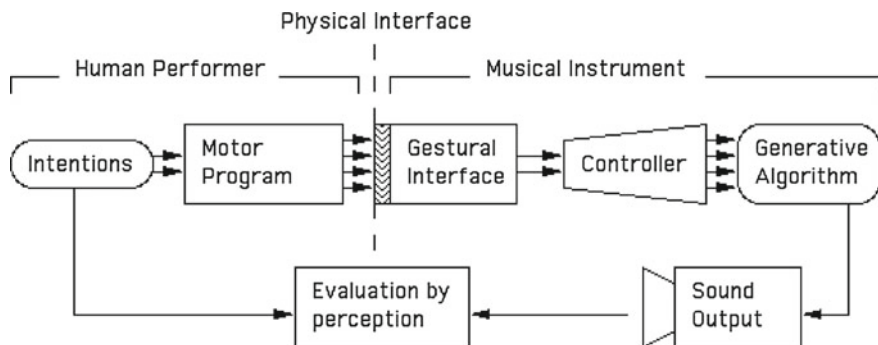 Physical Interface
Human Performer
Musical Instrument
Intentions
Motor
Program
Gestural
Interface
Controller
Generative
Algorithm
Evaluation by
perception
Sound
Output